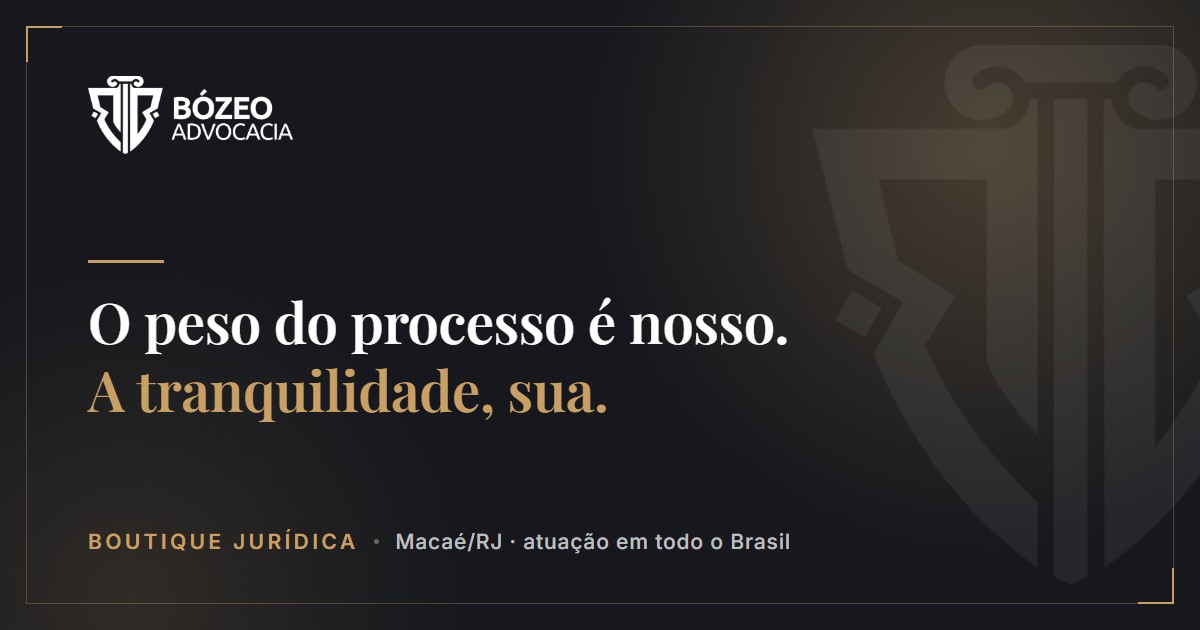 BÓZEO
ADVOCACIA
O peso do processo é nosso.
A tranquilidade, sua.
BOUTIQUE JURÍDICA • Macaé/RJ · atuação em todo o Brasil